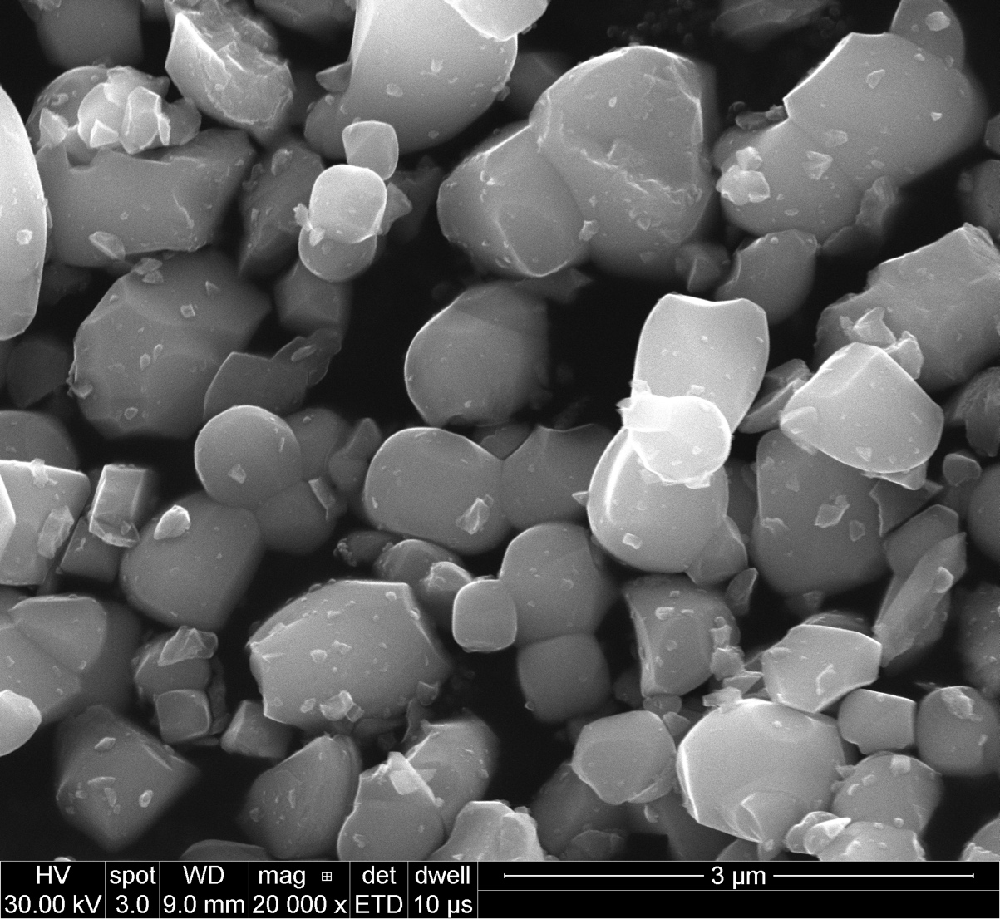 HV spot WD mag ⊞ det dwell 3 µm
30.00 kV 3.0 9.0 mm 20 000 x ETD 10 µs